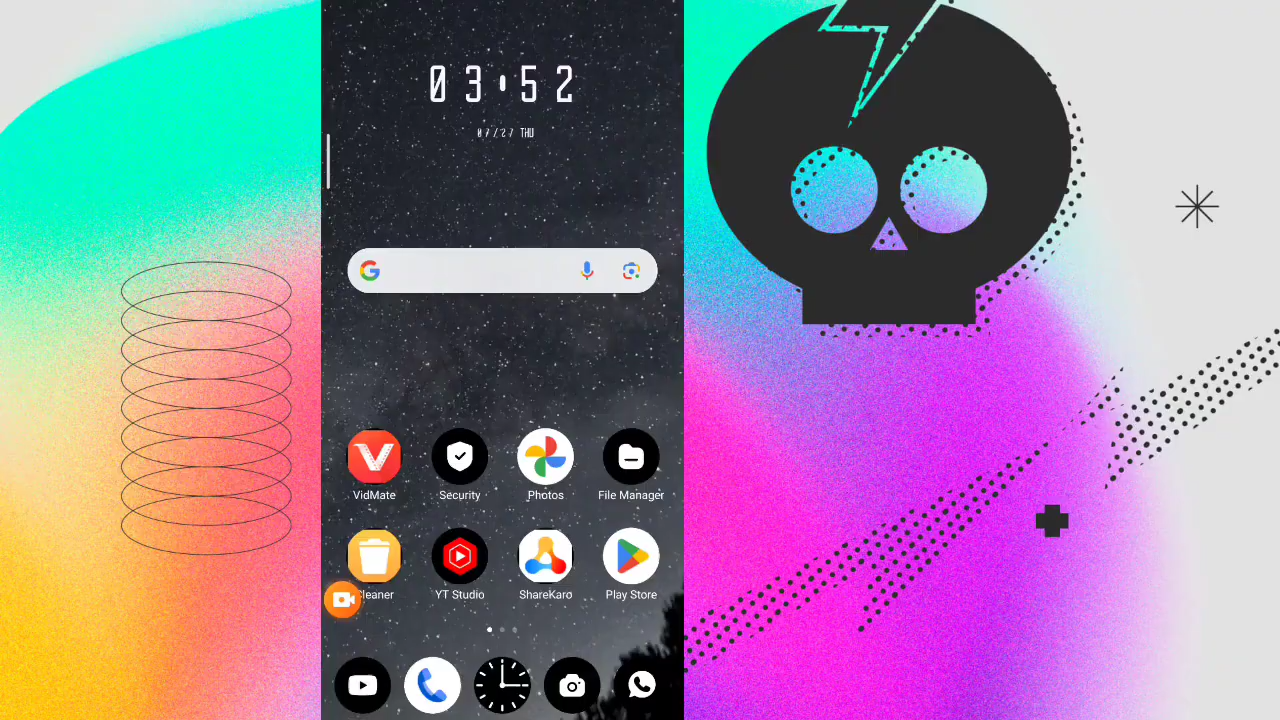 03:52
07/27 THU
VidMate
Security
Photos
File Manager
Cleaner
YT Studio
ShareKaro
Play Store